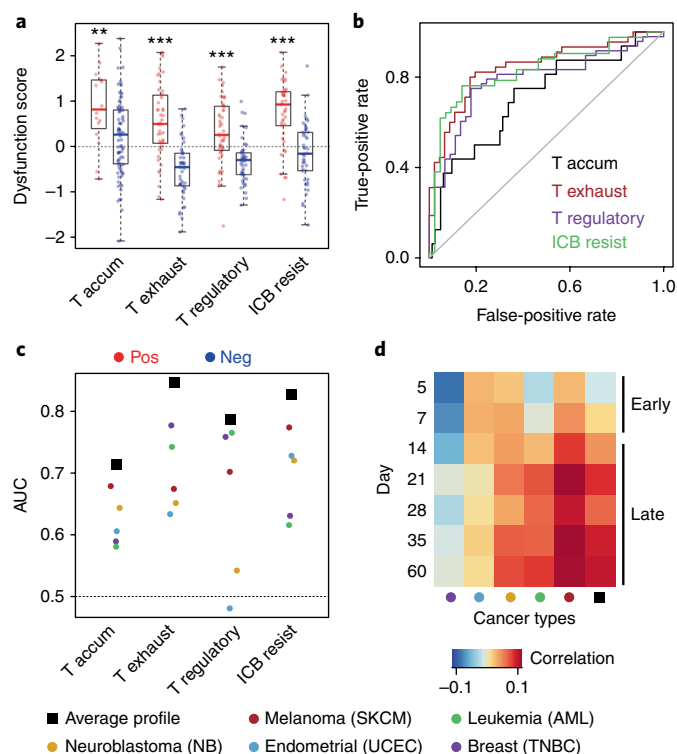 a
Dysfunction score
2
1
0
−1
−2
**
***
***
***
T accum
T exhaust
T regulatory
ICB resist
Pos
Neg
b
True-positive rate
0.8
0.4
0.0
T accum
T exhaust
T regulatory
ICB resist
0.2
0.6
1.0
False-positive rate
c
AUC
0.8
0.7
0.6
0.5
T accum
T exhaust
T regulatory
ICB resist
d
Day
5
7
14
21
28
35
60
Early
Late
Cancer types
Correlation
−0.1
0.1
Average profile
Melanoma (SKCM)
Leukemia (AML)
Neuroblastoma (NB)
Endometrial (UCEC)
Breast (TNBC)